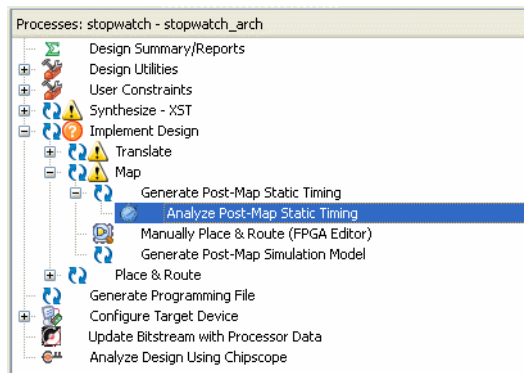 Processes: stopwatch - stopwatch_arch
Design Summary/Reports
Design Utilities
User Constraints
Synthesize - XST
Implement Design
Translate
Map
Generate Post-Map Static Timing
Analyze Post-Map Static Timing
Manually Place & Route (FPGA Editor)
Generate Post-Map Simulation Model
Place & Route
Generate Programming File
Configure Target Device
Update Bitstream with Processor Data
Analyze Design Using Chipscope